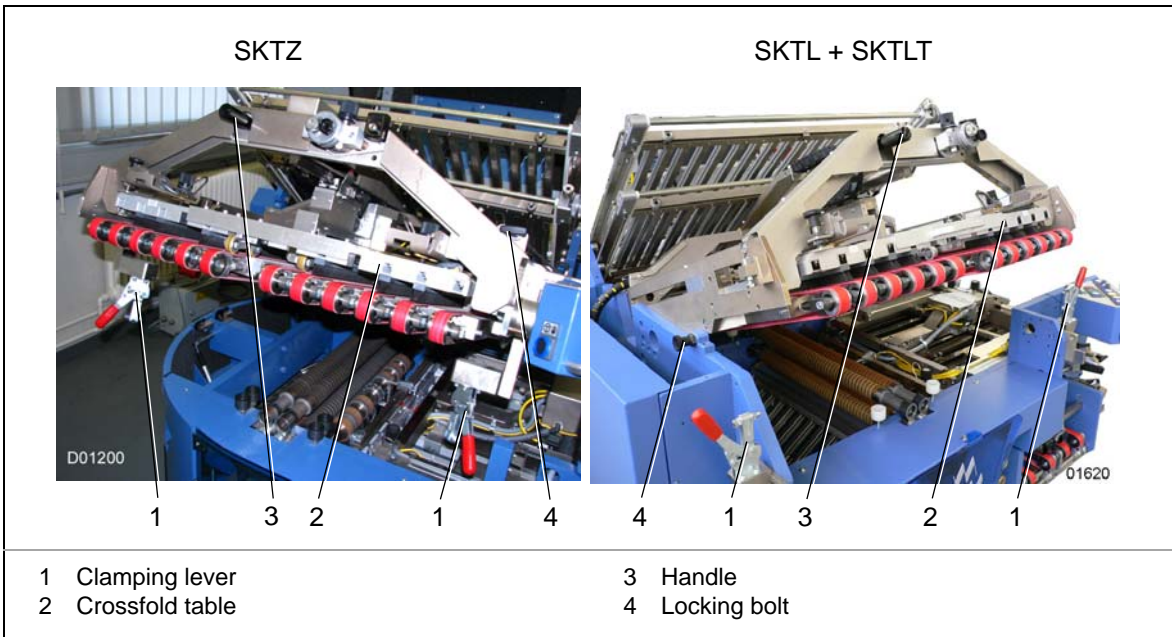 SKTZ
SKTL + SKTLT
D01200
01620
1 3 2 1 4
4 1 3 2 1
1 Clamping lever
2 Crossfold table
3 Handle
4 Locking bolt